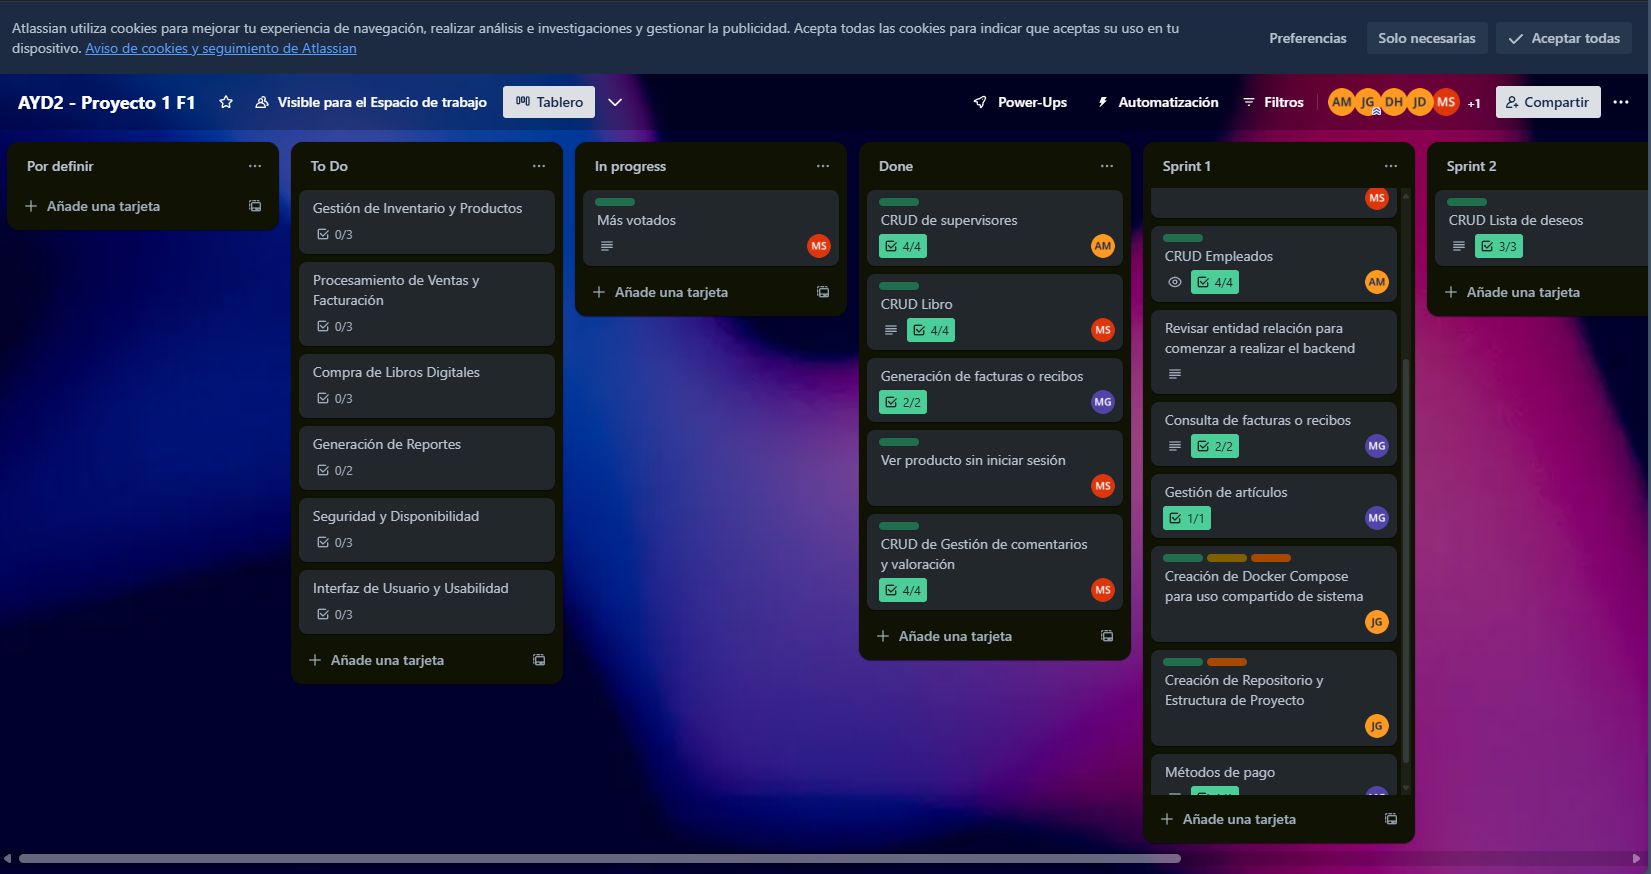 Atlassian utiliza cookies para mejorar tu experiencia de navegación, realizar análisis e investigaciones y gestionar la publicidad. Acepta todas las cookies para indicar que aceptas su uso en tu
dispositivo. Aviso de cookies y seguimiento de Atlassian
Preferencias
Solo necesarias
Aceptar todas
AYD2 - Proyecto 1 F1
Visible para el Espacio de trabajo
Tablero
Power-Ups
Automatización
Filtros
AM
JG
DH
JD
MS
+1
Compartir
Por definir
Añade una tarjeta
To Do
Gestión de Inventario y Productos
0/3
Procesamiento de Ventas y
Facturación
0/3
Compra de Libros Digitales
0/3
Generación de Reportes
0/2
Seguridad y Disponibilidad
0/3
Interfaz de Usuario y Usabilidad
0/3
Añade una tarjeta
In progress
Más votados
MS
Añade una tarjeta
Done
CRUD de supervisores
4/4
AM
CRUD Libro
4/4
MS
Generación de facturas o recibos
2/2
MG
Ver producto sin iniciar sesión
MS
CRUD de Gestión de comentarios
y valoración
4/4
MS
Añade una tarjeta
Sprint 1
MS
CRUD Empleados
4/4
AM
Revisar entidad relación para
comenzar a realizar el backend
Consulta de facturas o recibos
2/2
MG
Gestión de artículos
1/1
MG
Creación de Docker Compose
para uso compartido de sistema
JG
Creación de Repositorio y
Estructura de Proyecto
JG
Métodos de pago
Añade una tarjeta
Sprint 2
CRUD Lista de deseos
3/3
Añade una tarjeta